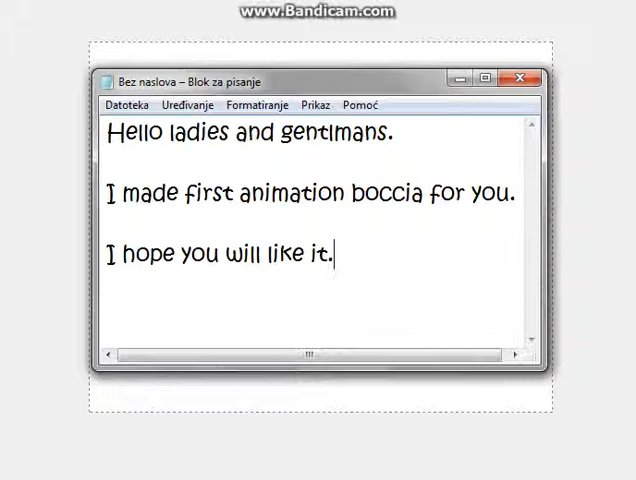 www.Bandicam.com
Bez naslova – Blok za pisanje
Datoteka Uređivanje Formatiranje Prikaz Pomoć
Hello ladies and gentlmans.
I made first animation boccia for you.
I hope you will like it.